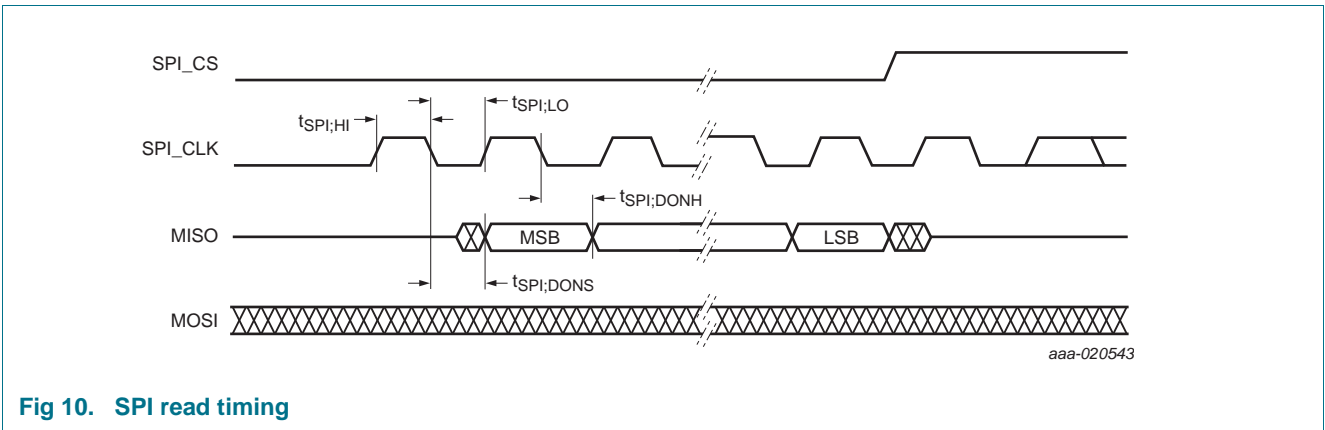 SPI_CS
tSPI;LO
tSPI;HI
SPI_CLK
tSPI;DONH
MISO
MSB
LSB
tSPI;DONS
MOSI
aaa-020543
Fig 10. SPI read timing